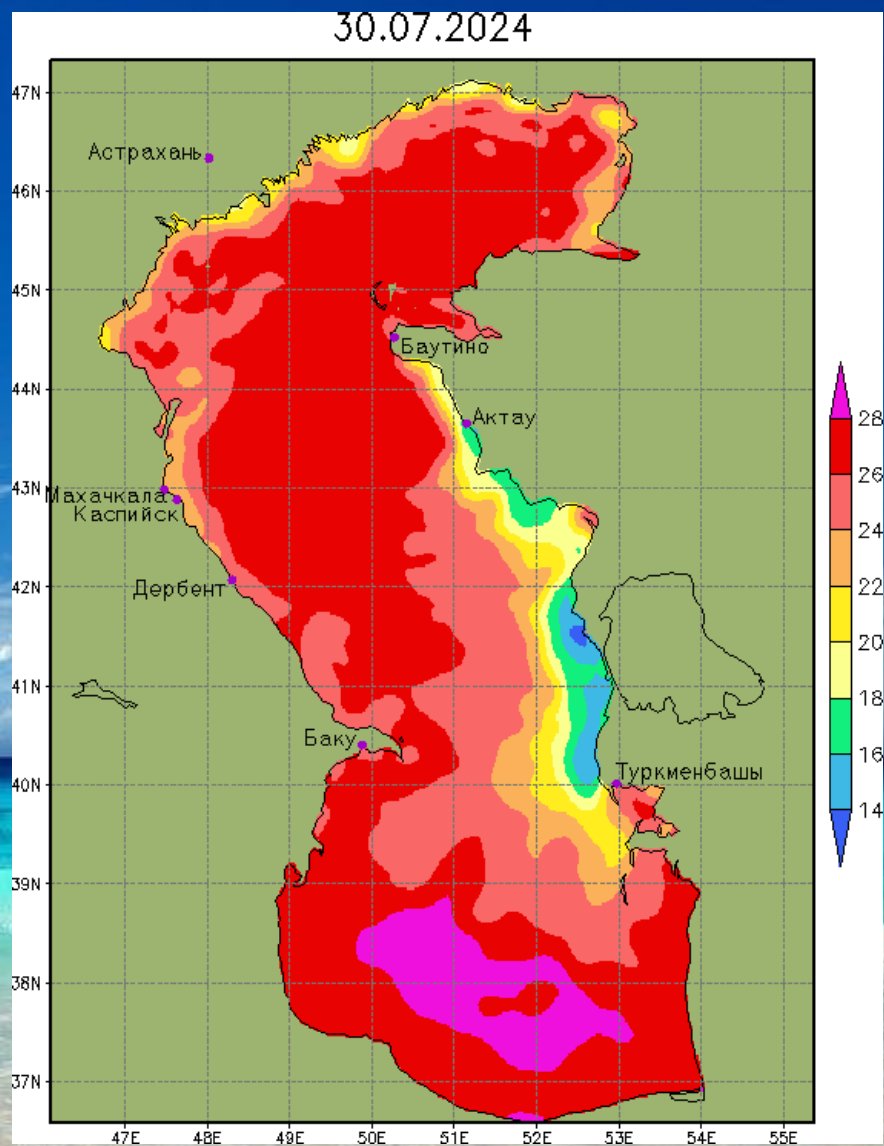 30.07.2024
47N
Астрахань
46N
45N
Баутино
44N
Актау
28
26
43N
Махачкала
Каспийск
24
42N
Дербент
22
20
41N
18
Баку
16
40N
Туркменбашы
14
39N
38N
37N
47E 48E 49E 50E 51E 52E 53E 54E 55E